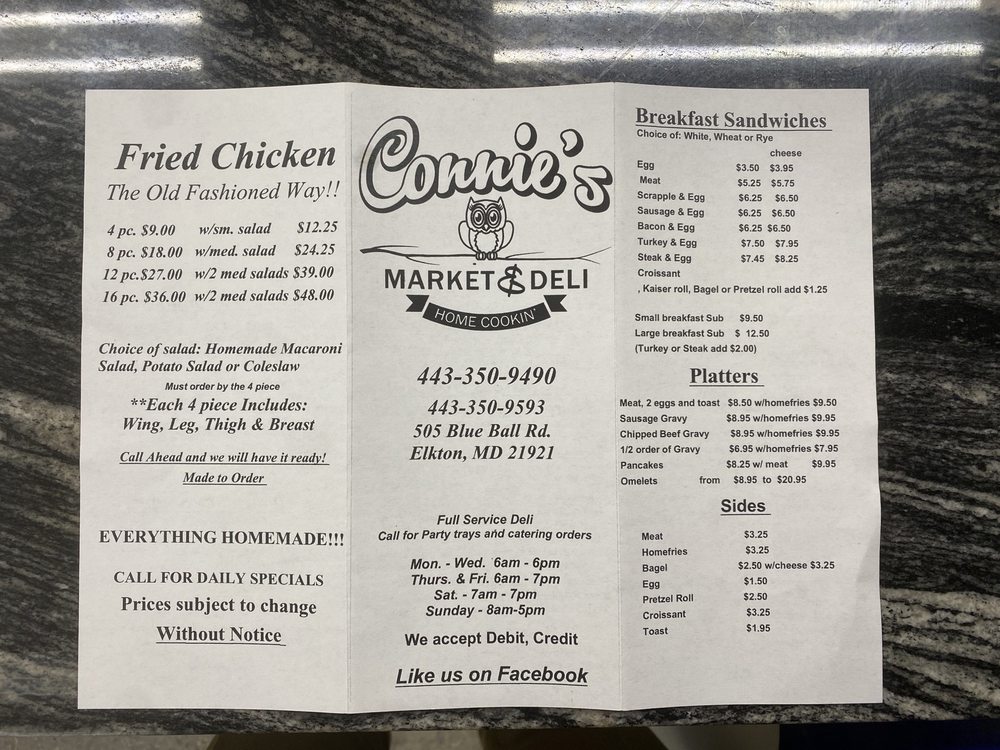 Fried Chicken
The Old Fashioned Way!!
4 pc. $9.00 w/sm. salad $12.25
8 pc. $18.00 w/med. salad $24.25
12 pc.$27.00 w/2 med salads $39.00
16 pc. $36.00 w/2 med salads $48.00
Choice of salad: Homemade Macaroni
Salad, Potato Salad or Coleslaw
Must order by the 4 piece
**Each 4 piece Includes:
Wing, Leg, Thigh & Breast
Call Ahead and we will have it ready!
Made to Order
EVERYTHING HOMEMADE!!!
CALL FOR DAILY SPECIALS
Prices subject to change
Without Notice
Connie's
MARKET & DELI
HOME COOKIN'
443-350-9490
443-350-9593
505 Blue Ball Rd.
Elkton, MD 21921
Full Service Deli
Call for Party trays and catering orders
Mon. - Wed. 6am - 6pm
Thurs. & Fri. 6am - 7pm
Sat. - 7am - 7pm
Sunday - 8am-5pm
We accept Debit, Credit
Like us on Facebook
Breakfast Sandwiches
Choice of: White, Wheat or Rye
cheese
Egg $3.50 $3.95
Meat $5.25 $5.75
Scrapple & Egg $6.25 $6.50
Sausage & Egg $6.25 $6.50
Bacon & Egg $6.25 $6.50
Turkey & Egg $7.50 $7.95
Steak & Egg $7.45 $8.25
Croissant
, Kaiser roll, Bagel or Pretzel roll add $1.25
Small breakfast Sub $9.50
Large breakfast Sub $ 12.50
(Turkey or Steak add $2.00)
Platters
Meat, 2 eggs and toast $8.50 w/homefries $9.50
Sausage Gravy $8.95 w/homefries $9.95
Chipped Beef Gravy $8.95 w/homefries $9.95
1/2 order of Gravy $6.95 w/homefries $7.95
Pancakes $8.25 w/ meat $9.95
Omelets from $8.95 to $20.95
Sides
Meat $3.25
Homefries $3.25
Bagel $2.50 w/cheese $3.25
Egg $1.50
Pretzel Roll $2.50
Croissant $3.25
Toast $1.95